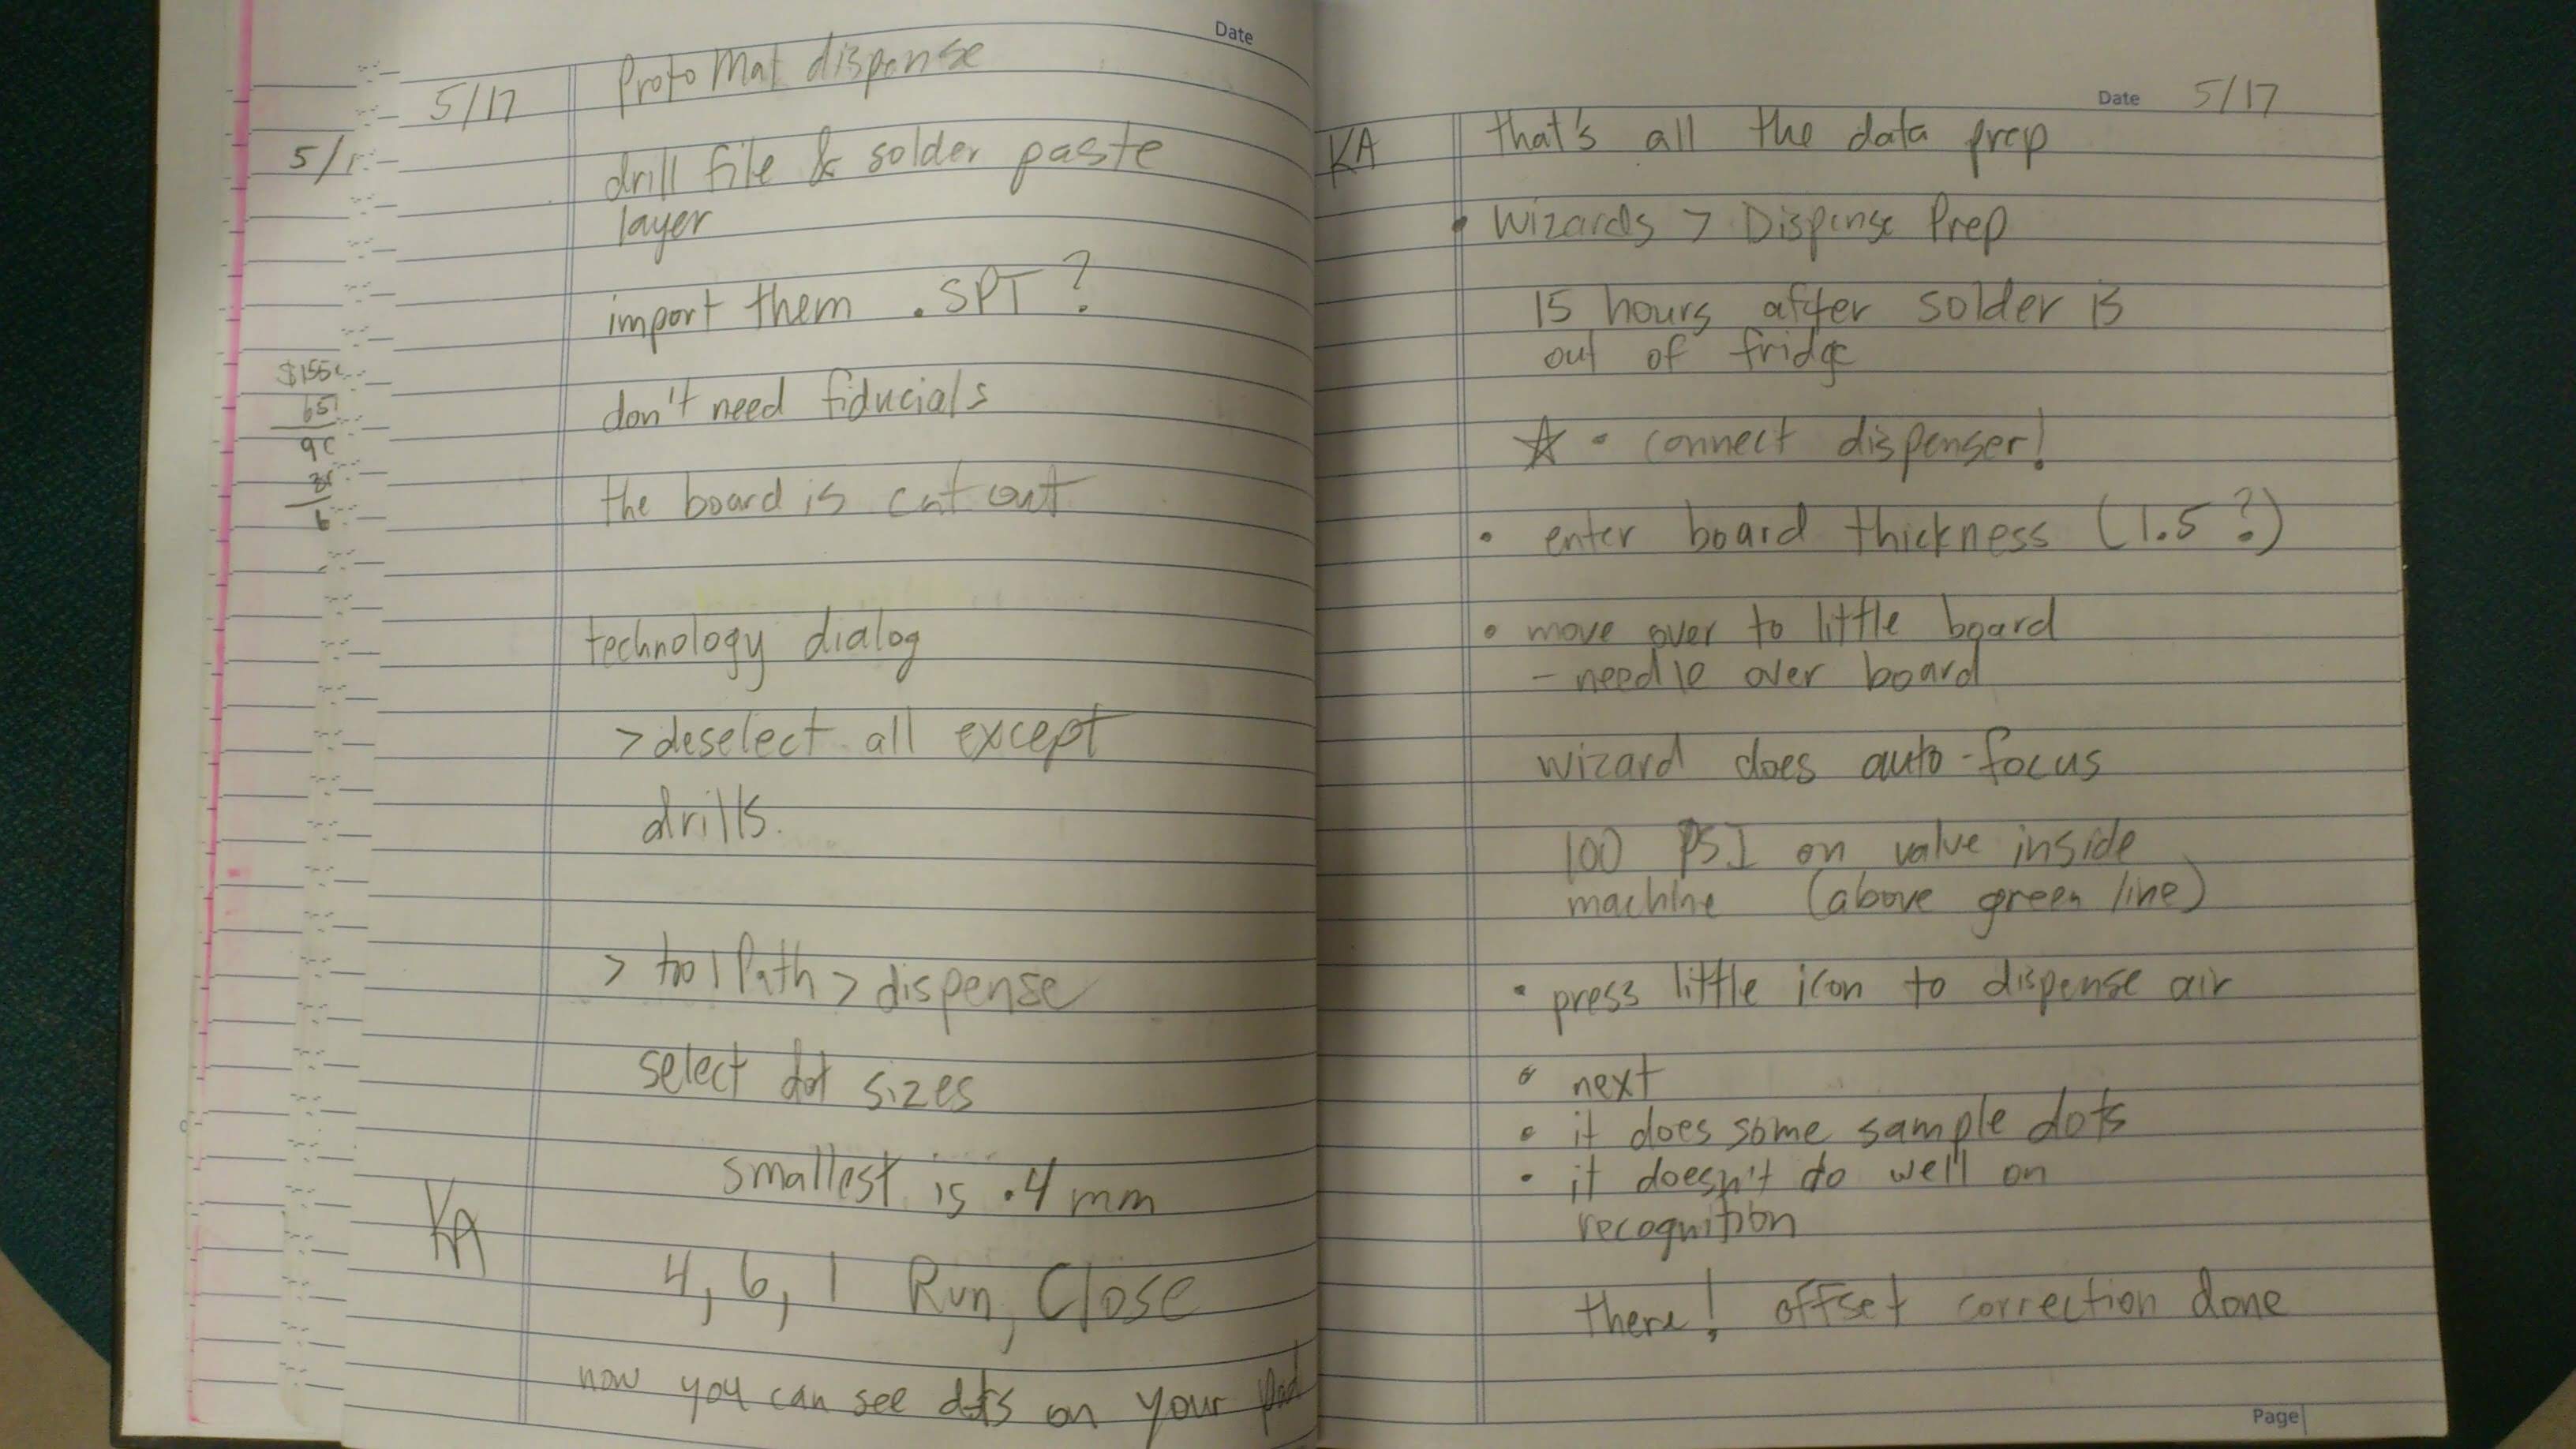 Date
5/17 ProtoMat dispense
5/1
drill file & solder paste
layer
import them .SPT ?
$155
65
9c
6
don't need fiducials
the board is cut out
technology dialog
> deselect all except
drills.
> toolPath > dispense
select dot sizes
smallest is .4 mm
KA
4, 6, 1 Run, Close
now you can see dots on your pad
Date 5/17
KA that's all the data prep
• Wizards > Dispense Prep
15 hours after solder is
out of fridge
☆ • connect dispenser!
• enter board thickness (1.5?)
• move over to little board
- needle over board
wizard does auto-focus
100 PSI on valve inside
machine (above green line)
• press little icon to dispense air
• next
• it does some sample dots
• it doesn't do well on
recognition
there! offset correction done
Page